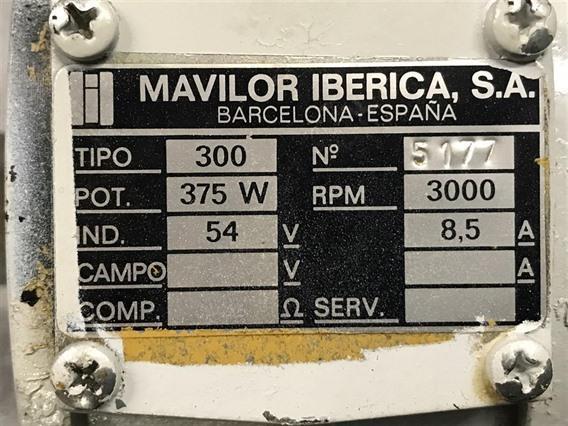 MAVILOR IBERICA, S.A.
BARCELONA-ESPAÑA
TIPO 300 Nº 5177
POT. 375 W RPM 3000
IND. 54 V 8,5 A
CAMPO V A
COMP. Ω SERV.